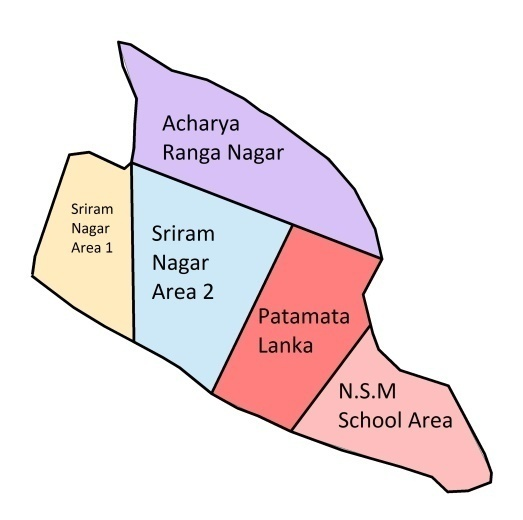 Acharya
Ranga Nagar
Sriram
Nagar
Area 1
Sriram
Nagar
Area 2
Patamata
Lanka
N.S.M
School Area